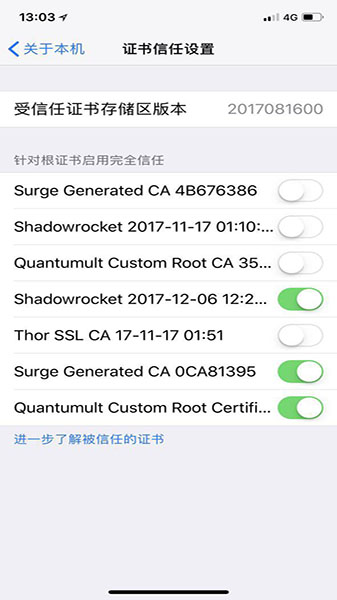 13:03
4G
关于本机
证书信任设置
受信任证书存储区版本 2017081600
针对根证书启用完全信任
Surge Generated CA 4B676386
Shadowrocket 2017-11-17 01:10:...
Quantumult Custom Root CA 35...
Shadowrocket 2017-12-06 12:2...
Thor SSL CA 17-11-17 01:51
Surge Generated CA 0CA81395
Quantumult Custom Root Certifi...
进一步了解被信任的证书